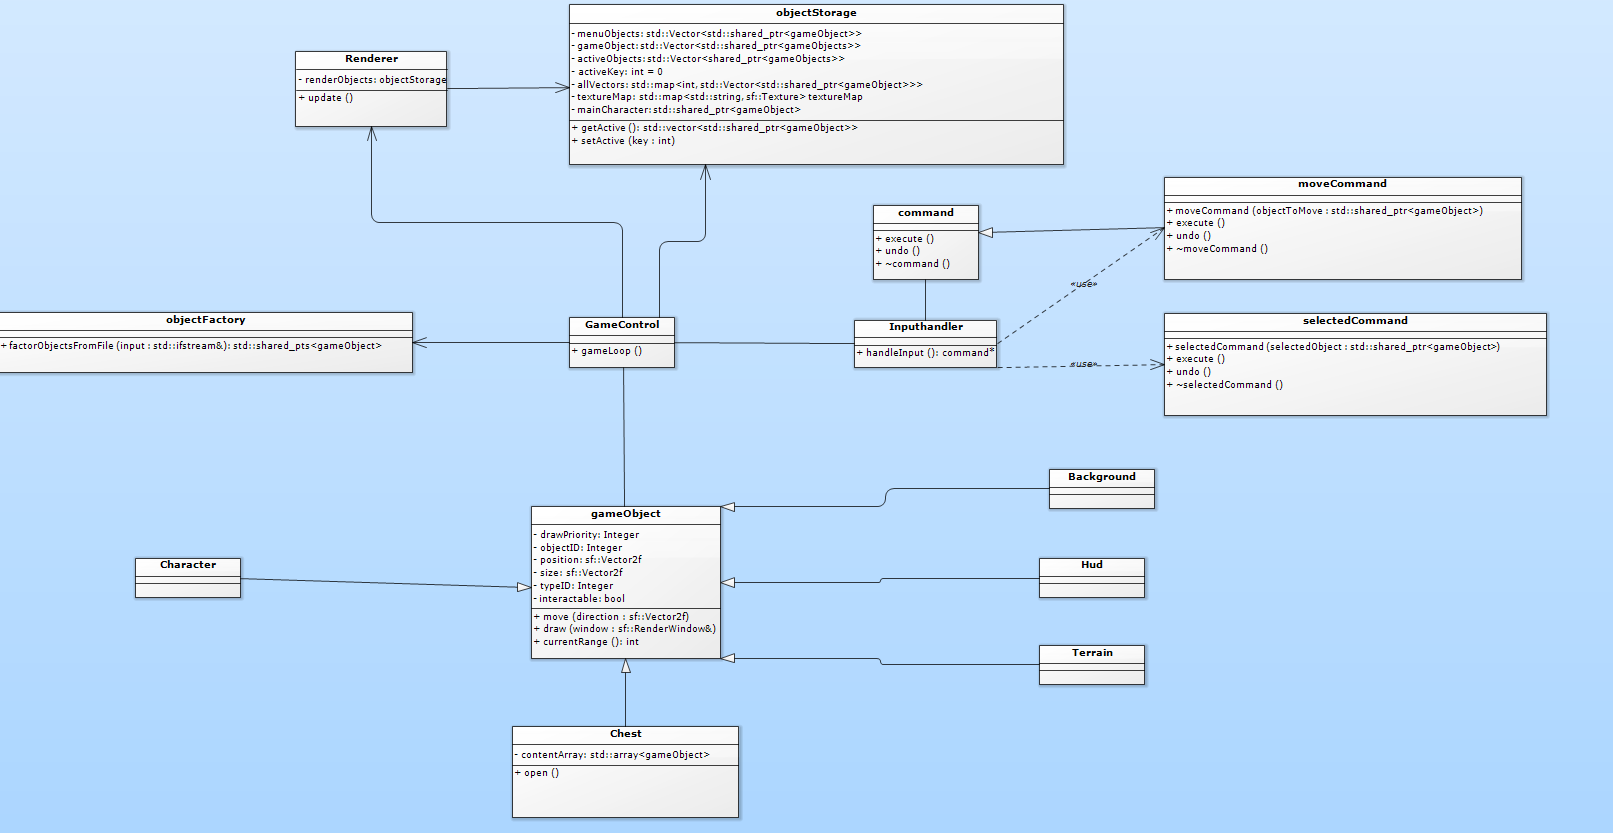 objectStorage
- menuObjects: std::Vector<std::shared_ptr<gameObject>>
- gameObject: std::Vector<std::shared_ptr<gameObjects>>
- activeObjects: std::Vector<shared_ptr<gameObjects>>
- activeKey: int = 0
- allVectors: std::map<int, std::Vector<std::shared_ptr<gameObject>>>
- textureMap: std::map<std::string, sf::Texture> textureMap
- mainCharacter: std::shared_ptr<gameObject>
+ getActive (): std::vector<std::shared_ptr<gameObject>>
+ setActive (key : int)
Renderer
- renderObjects: objectStorage
+ update ()
command
+ execute ()
+ undo ()
+ ~command ()
moveCommand
+ moveCommand (objectToMove : std::shared_ptr<gameObject>)
+ execute ()
+ undo ()
+ ~moveCommand ()
«use»
objectFactory
+ factorObjectsFromFile (input : std::ifstream&): std::shared_pts<gameObject>
GameControl
+ gameLoop ()
Inputhandler
+ handleInput (): command*
«use»
selectedCommand
+ selectedCommand (selectedObject : std::shared_ptr<gameObject>)
+ execute ()
+ undo ()
+ ~selectedCommand ()
Background
gameObject
- drawPriority: Integer
- objectID: Integer
- position: sf::Vector2f
- size: sf::Vector2f
- typeID: Integer
- interactable: bool
+ move (direction : sf::Vector2f)
+ draw (window : sf::RenderWindow&)
+ currentRange (): int
Character
Hud
Terrain
Chest
- contentArray: std::array<gameObject>
+ open ()